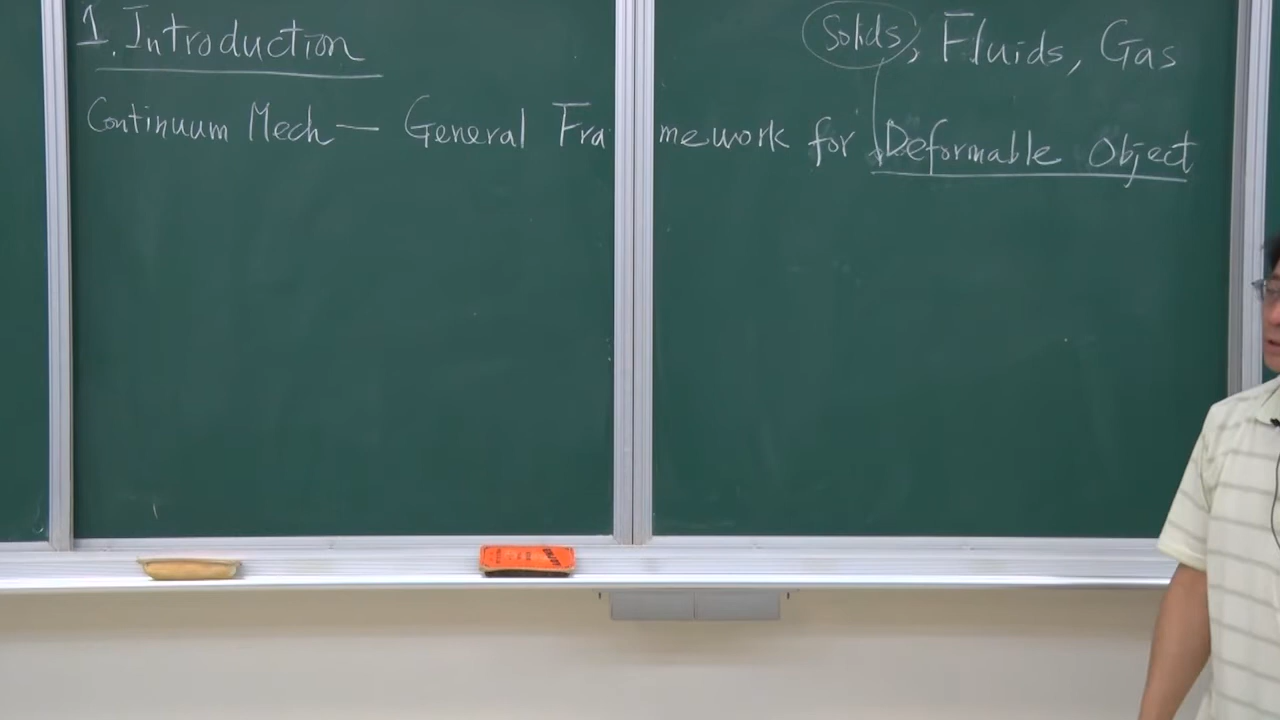 1. Introduction
Solids, Fluids, Gas
Continuum Mech — General Framework for Deformable Object